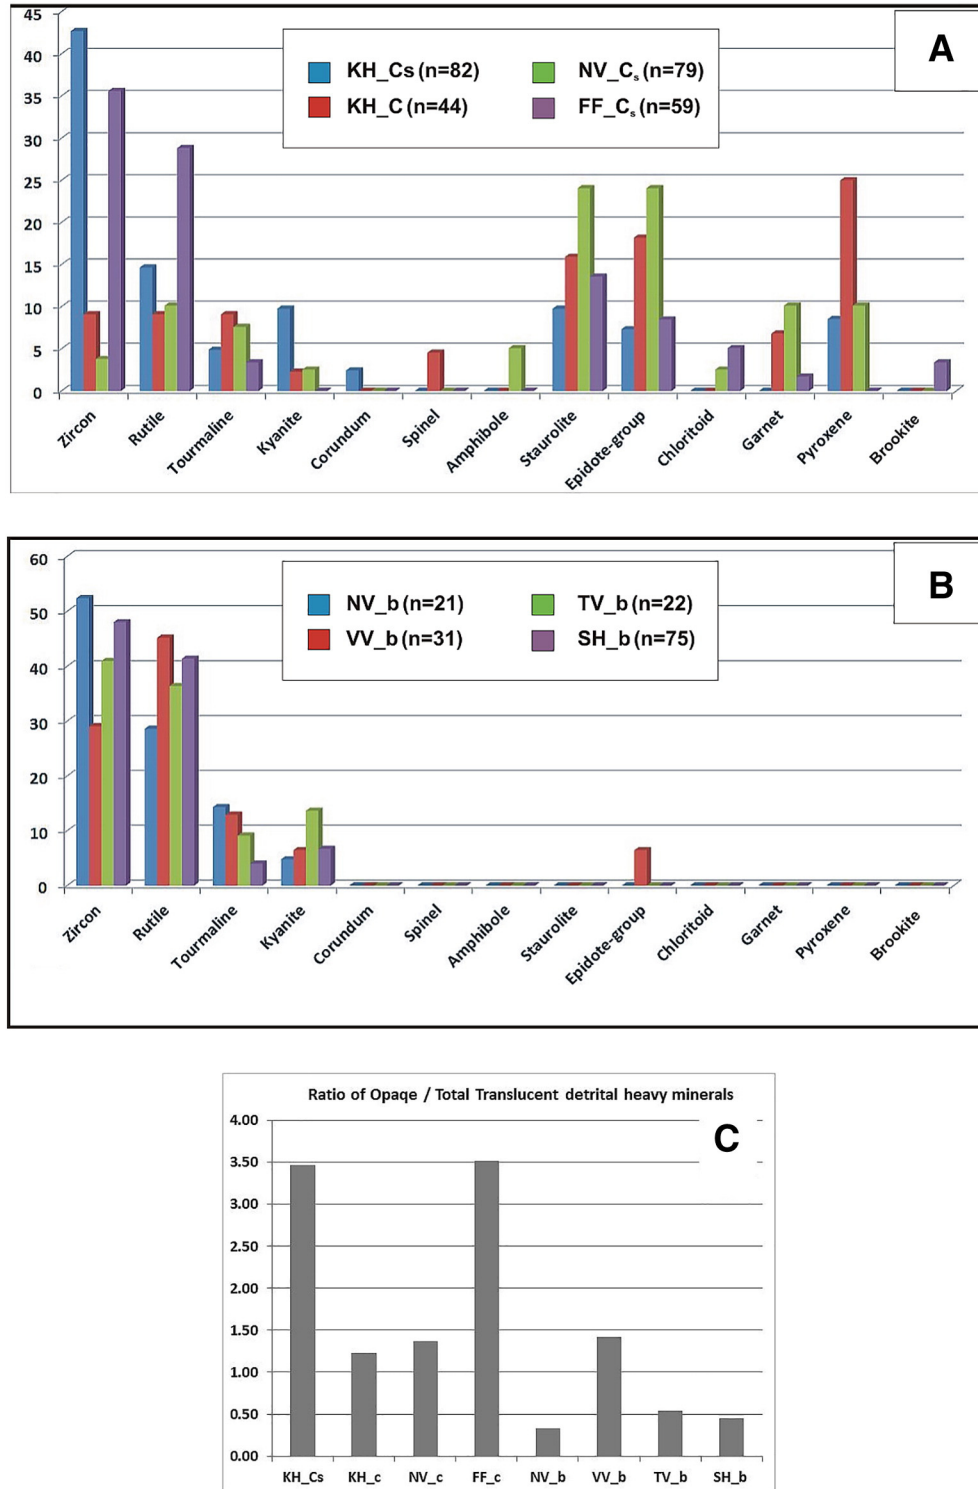 A
45
40
35
30
25
20
15
10
5
0
KH_Cs (n=82) NV_Cs (n=79)
KH_C (n=44) FF_Cs (n=59)
Zircon Rutile Tourmaline Kyanite Corundum Spinel Amphibole Staurolite Epidote-group Chloritoid Garnet Pyroxene Brookite
B
60
50
40
30
20
10
0
NV_b (n=21) TV_b (n=22)
VV_b (n=31) SH_b (n=75)
Zircon Rutile Tourmaline Kyanite Corundum Spinel Amphibole Staurolite Epidote-group Chloritoid Garnet Pyroxene Brookite
Ratio of Opaqe / Total Translucent detrital heavy minerals
C
4.00
3.50
3.00
2.50
2.00
1.50
1.00
0.50
0.00
KH_Cs KH_c NV_c FF_c NV_b VV_b TV_b SH_b